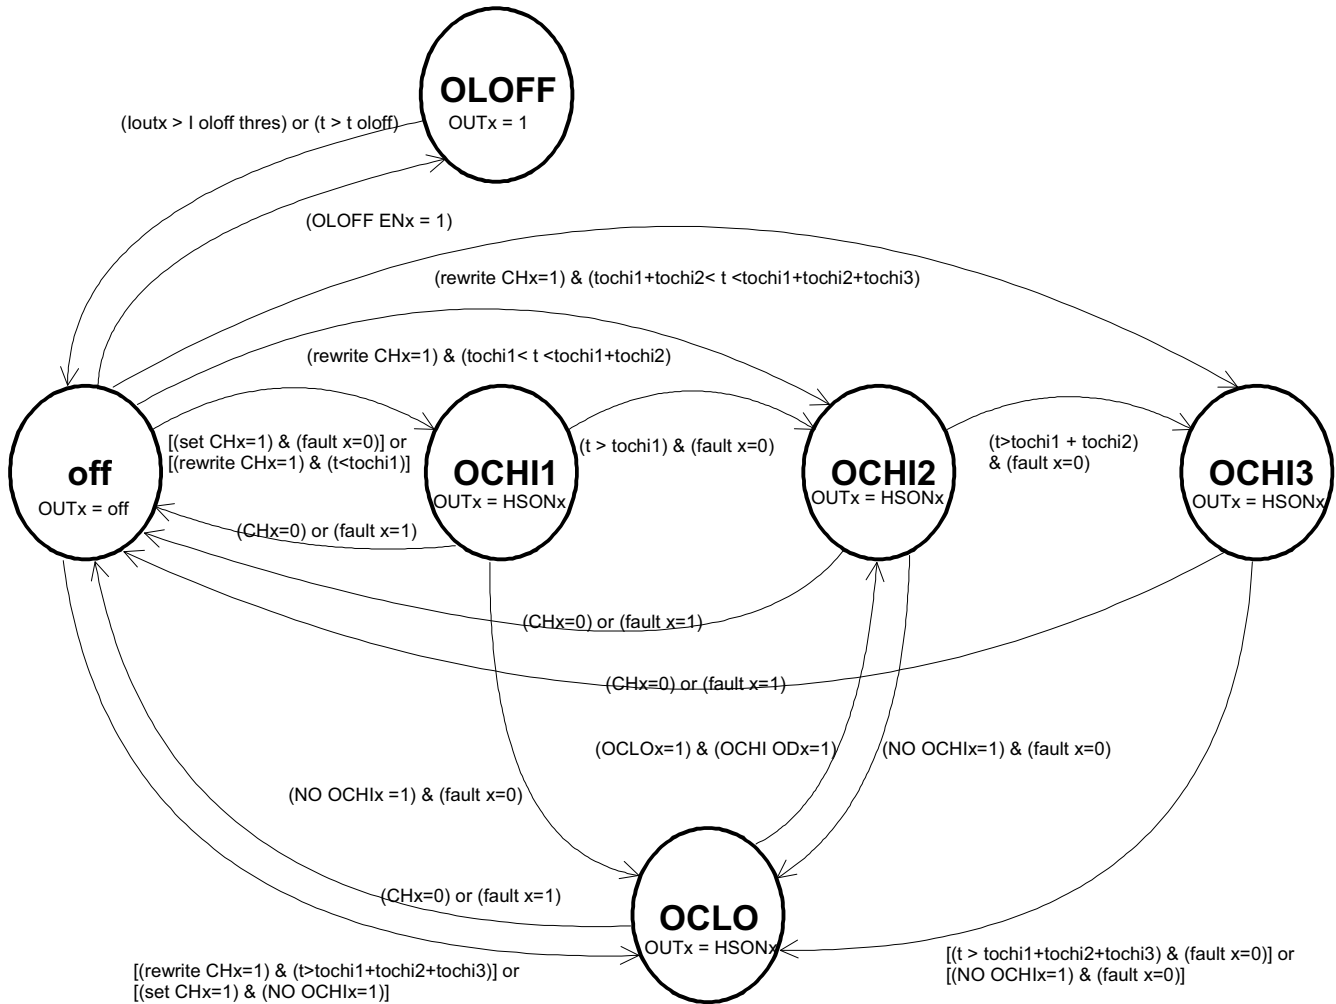 OLOFF
OUTx = 1
(Ioutx > I oloff thres) or (t > t oloff)
(OLOFF ENx = 1)
(rewrite CHx=1) & (tochi1+tochi2< t <tochi1+tochi2+tochi3)
(rewrite CHx=1) & (tochi1< t <tochi1+tochi2)
[(set CHx=1) & (fault x=0)] or
[(rewrite CHx=1) & (t<tochi1)]
(t > tochi1) & (fault x=0)
(t>tochi1 + tochi2)
& (fault x=0)
off
OUTx = off
OCHI1
OUTx = HSONx
OCHI2
OUTx = HSONx
OCHI3
OUTx = HSONx
(CHx=0) or (fault x=1)
(CHx=0) or (fault x=1)
(CHx=0) or (fault x=1)
(OCLOx=1) & (OCHI ODx=1)
(NO OCHIx=1) & (fault x=0)
(NO OCHIx =1) & (fault x=0)
(CHx=0) or (fault x=1)
OCLO
OUTx = HSONx
[(rewrite CHx=1) & (t>tochi1+tochi2+tochi3)] or
[(set CHx=1) & (NO OCHIx=1)]
[(t > tochi1+tochi2+tochi3) & (fault x=0)] or
[(NO OCHIx=1) & (fault x=0)]